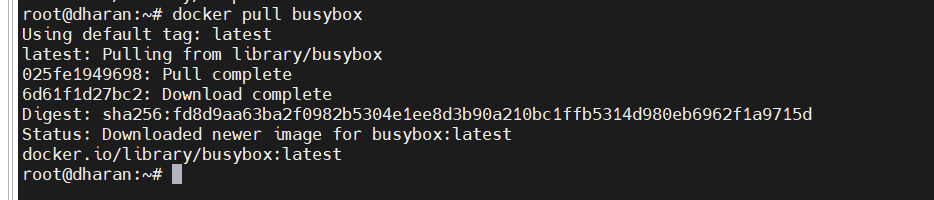 root@dharan:~# docker pull busybox
Using default tag: latest
latest: Pulling from library/busybox
025fe1949698: Pull complete
6d61f1d27bc2: Download complete
Digest: sha256:fd8d9aa63ba2f0982b5304e1ee8d3b90a210bc1ffb5314d980eb6962f1a9715d
Status: Downloaded newer image for busybox:latest
docker.io/library/busybox:latest
root@dharan:~#